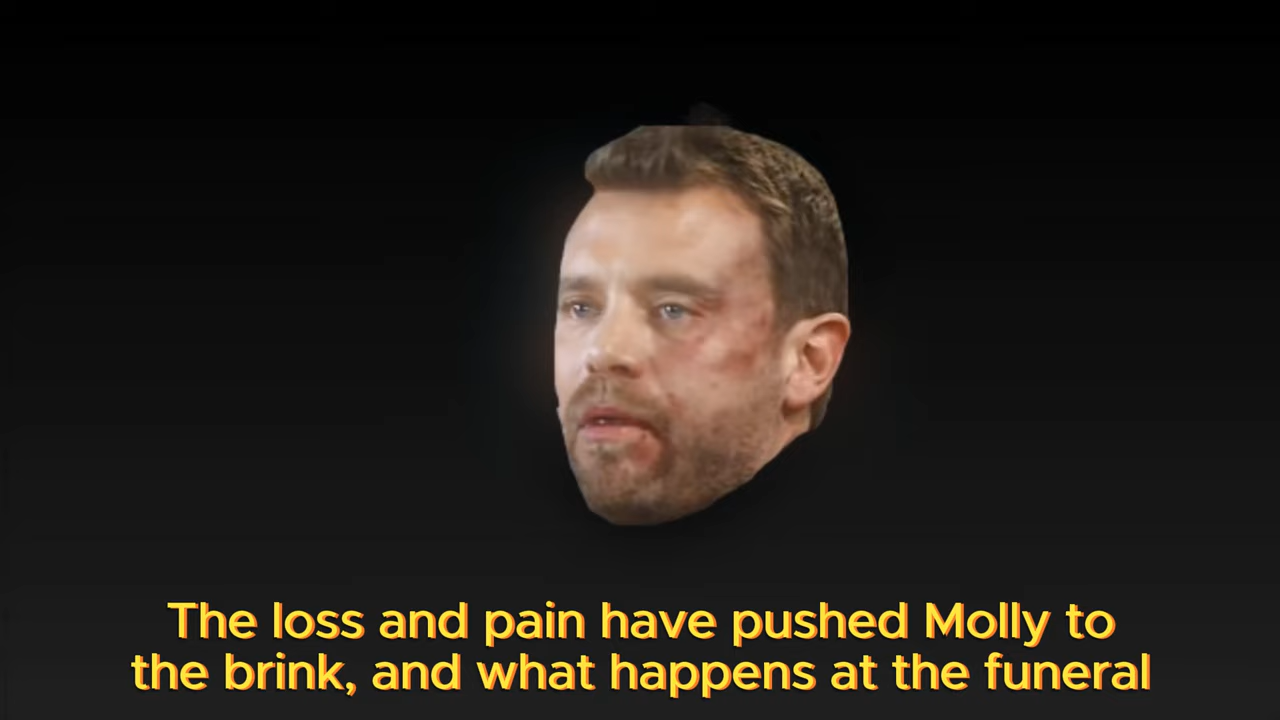 The loss and pain have pushed Molly to
the brink, and what happens at the funeral